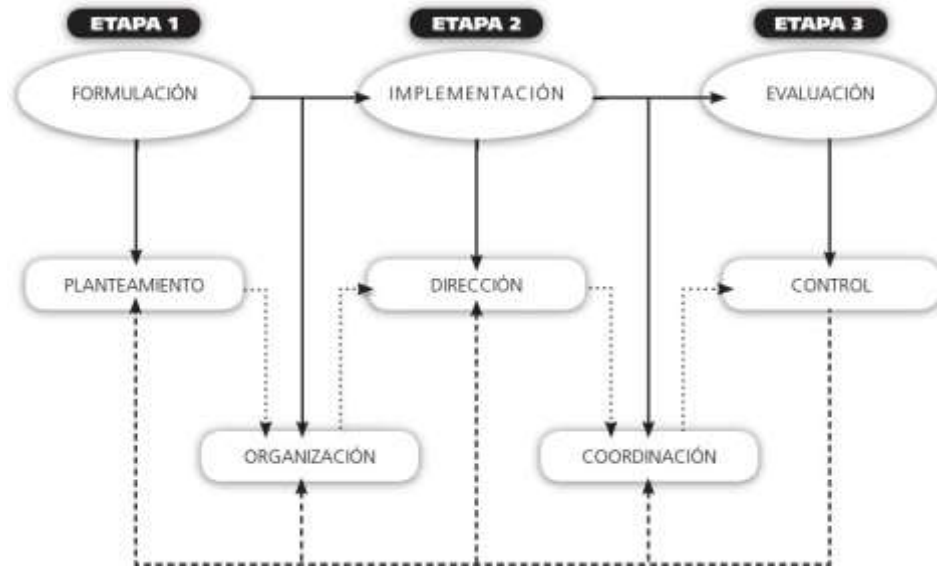 ETAPA 1
ETAPA 2
ETAPA 3
FORMULACIÓN
IMPLEMENTACIÓN
EVALUACIÓN
PLANTEAMIENTO
DIRECCIÓN
CONTROL
ORGANIZACIÓN
COORDINACIÓN